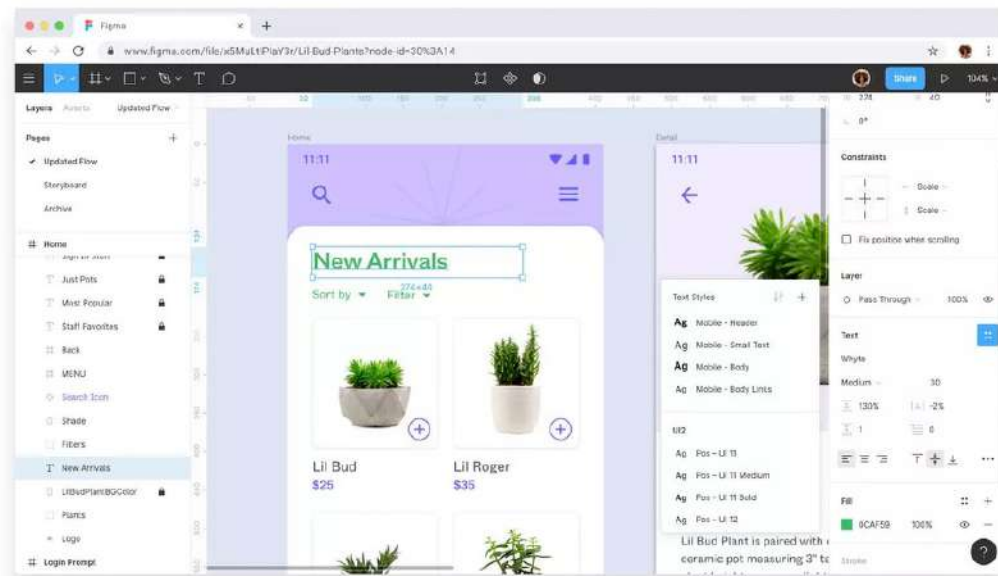 Figma
www.figma.com/file/x5MuLtiPlaY3r/Lil-Bud-Plants?node-id=30%3A14
Share
104%
Layers
Assets
Updated Flow
Pages
Updated Flow
Storyboard
Archive
Home
Just Pots
Most Popular
Staff Favorites
Back
MENU
Search Icon
Shade
Filters
New Arrivals
LilBudPlantBGColor
Plants
Logo
Login Prompt
Home
11:11
New Arrivals
274×40
Sort by
Filter
Lil Bud
$25
Lil Roger
$35
Detail
11:11
Text Styles
Ag Mobile - Header
Ag Mobile - Small Text
Ag Mobile - Body
Ag Mobile - Body Links
UI2
Ag Pos - UI 11
Ag Pos - UI 11 Medium
Ag Pos - UI 11 Bold
Ag Pos - UI 12
Lil Bud Plant is paired with
ceramic pot measuring 3" to
274
40
0°
Constraints
Scale
Scale
Fix position when scrolling
Layer
Pass Through 100%
Text
Whyte
Medium 30
130% -2%
1 0
Fill
0CAF59 100%
Stroke
?